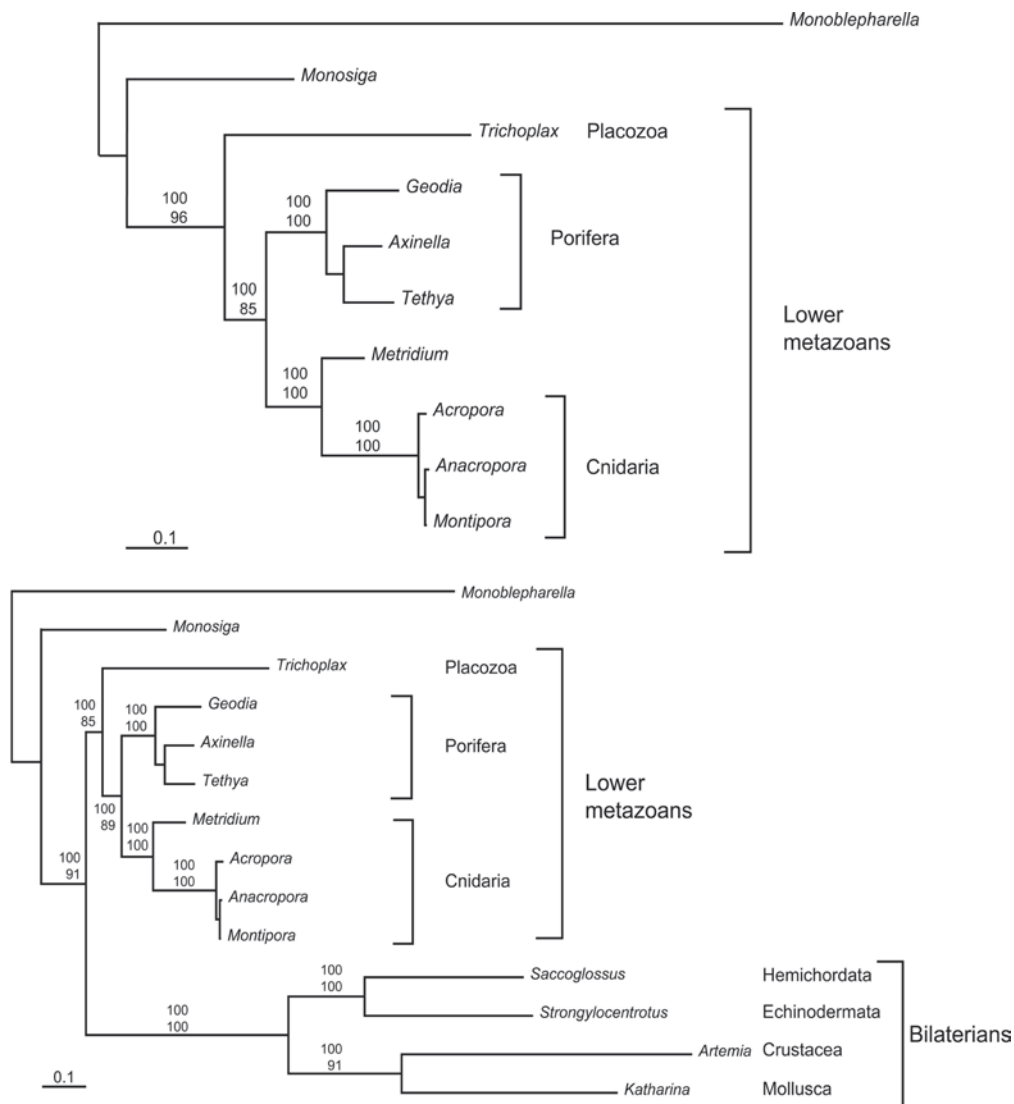 Monoblepharella
Monosiga
Trichoplax Placozoa
100
96
100
100
Geodia
Axinella
Tethya
Porifera
100
85
Lower
metazoans
100
100
Metridium
100
100
Acropora
Anacropora
Montipora
Cnidaria
0.1
Monoblepharella
Monosiga
Trichoplax Placozoa
100
85
100
100
Geodia
Axinella
Tethya
Porifera
Lower
metazoans
100
89
100
100
Metridium
100
100
Acropora
Anacropora
Montipora
Cnidaria
100
91
100
100
100
100
Saccoglossus Hemichordata
Strongylocentrotus Echinodermata
Bilaterians
100
91
Artemia Crustacea
Katharina Mollusca
0.1